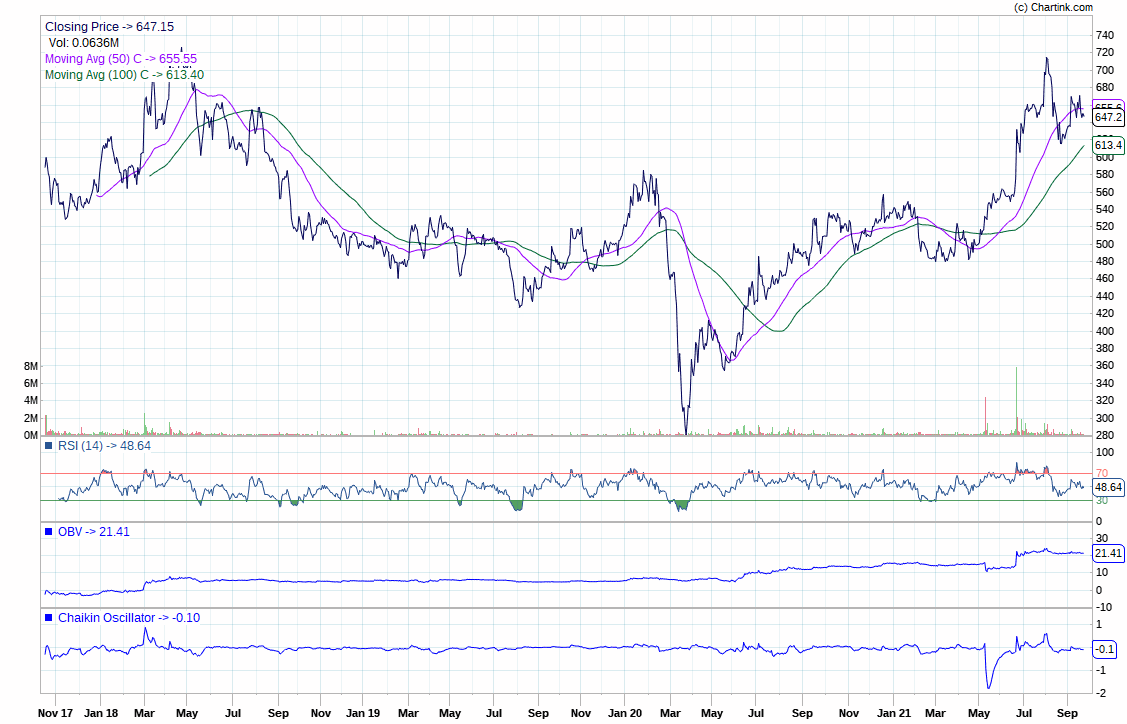 (c) Chartink.com
Closing Price -> 647.15
Vol: 0.0636M
Moving Avg (50) C -> 655.55
Moving Avg (100) C -> 613.40
740
720
700
680
655.6
647.2
613.4
600
580
560
540
520
500
480
460
440
420
400
380
360
340
320
300
280
8M
6M
4M
2M
0M
RSI (14) -> 48.64
100
70
48.64
30
0
OBV -> 21.41
30
21.41
10
0
-10
Chaikin Oscillator -> -0.10
1
-0.1
-1
-2
Nov 17 Jan 18 Mar May Jul Sep Nov Jan 19 Mar May Jul Sep Nov Jan 20 Mar May Jul Sep Nov Jan 21 Mar May Jul Sep